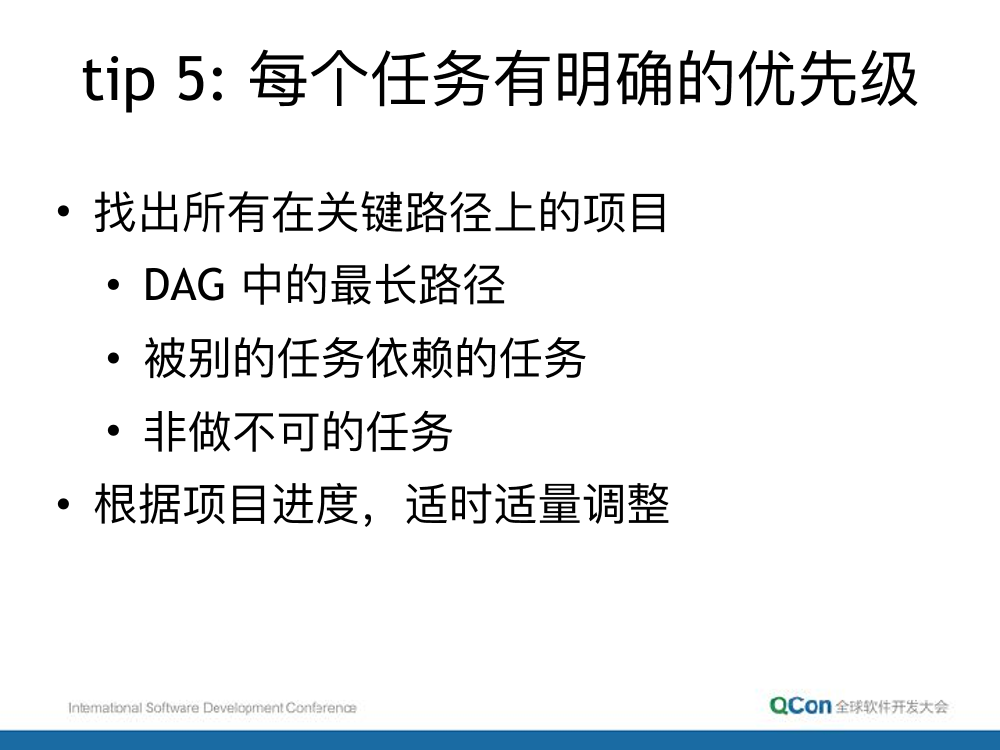 tip 5: 每个任务有明确的优先级
• 找出所有在关键路径上的项目
• DAG 中的最长路径
• 被别的任务依赖的任务
• 非做不可的任务
• 根据项目进度，适时适量调整
International Software Development Conference
QCon 全球软件开发大会